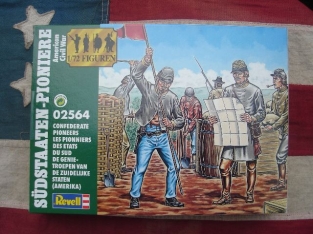 SÜDSTAATEN-PIONIERE
American
Civil War
1:72 FIGUREN
02564
CONFEDERATE
PIONEERS
LES PIONNIERS
DES ETATS
DU SUD
DE GENIE-
TROEPEN VAN
DE ZUIDELIJKE
STATEN
(AMERIKA)
Revell